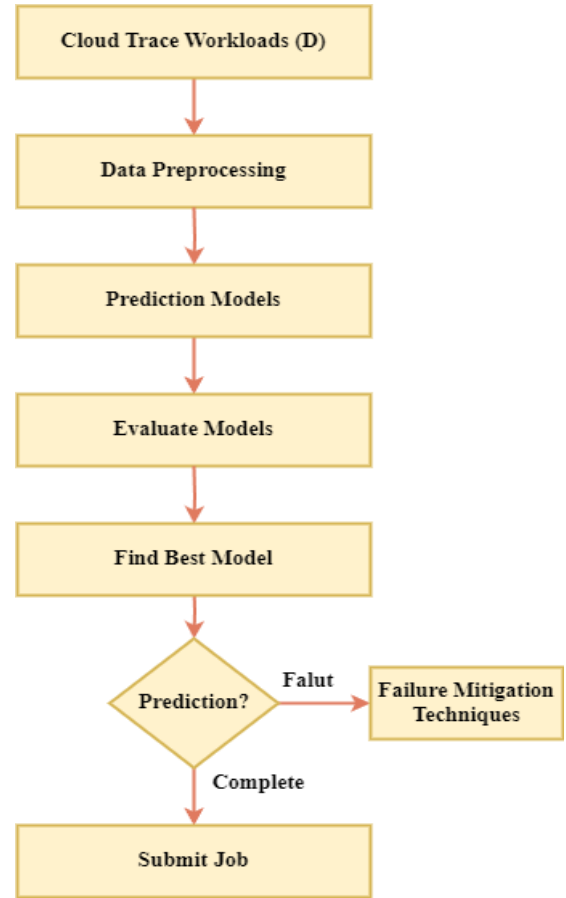 Cloud Trace Workloads (D)
Data Preprocessing
Prediction Models
Evaluate Models
Find Best Model
Prediction?
Falut
Failure Mitigation
Techniques
Complete
Submit Job